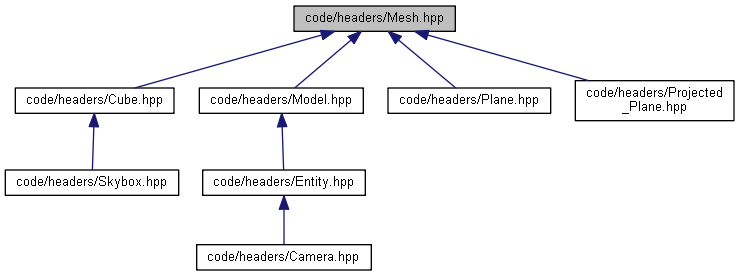 code/headers/Mesh.hpp
code/headers/Cube.hpp
code/headers/Model.hpp
code/headers/Plane.hpp
code/headers/Projected
_Plane.hpp
code/headers/Skybox.hpp
code/headers/Entity.hpp
code/headers/Camera.hpp